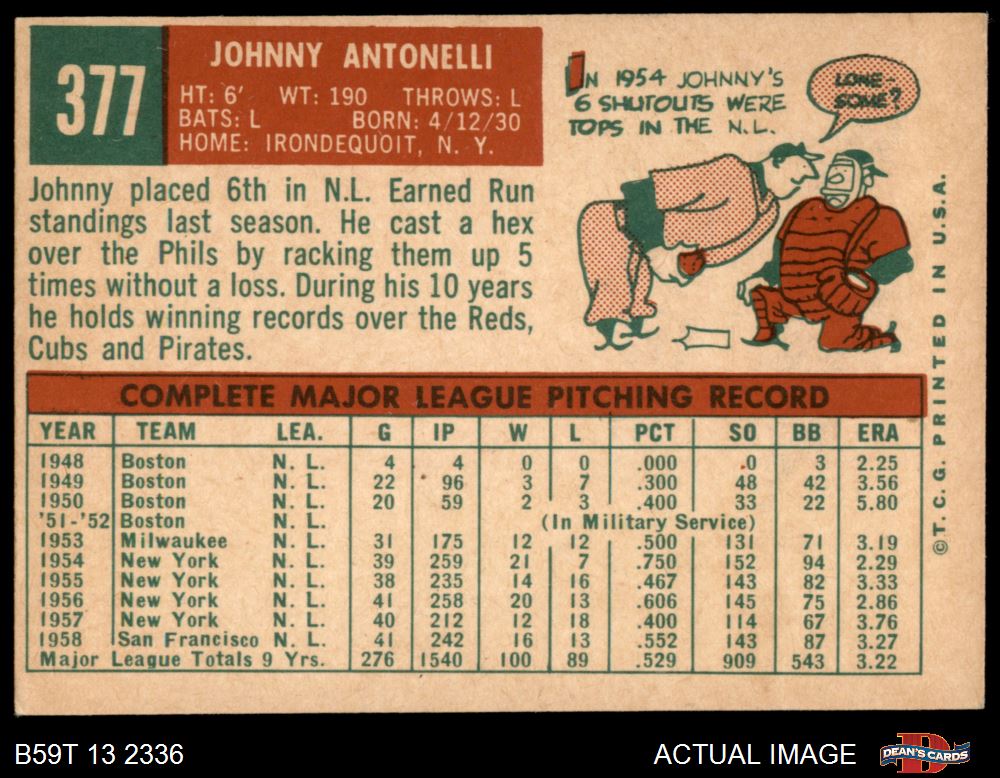 377
JOHNNY ANTONELLI
HT: 6' WT: 190 THROWS: L
BATS: L BORN: 4/12/30
HOME: IRONDEQUOIT, N. Y.
IN 1954 JOHNNY'S
6 SHUTOUTS WERE
TOPS IN THE N.L.
LONE-
SOME?
Johnny placed 6th in N.L. Earned Run
standings last season. He cast a hex
over the Phils by racking them up 5
times without a loss. During his 10 years
he holds winning records over the Reds,
Cubs and Pirates.
COMPLETE MAJOR LEAGUE PITCHING RECORD
YEAR TEAM LEA. G IP W L PCT SO BB ERA
1948 Boston N. L. 4 4 0 0 .000 .0 3 2.25
1949 Boston N. L. 22 96 3 7 .300 48 42 3.56
1950 Boston N. L. 20 59 2 3 .400 33 22 5.80
'51-'52 Boston N. L. (In Military Service)
1953 Milwaukee N. L. 31 175 12 12 .500 131 71 3.19
1954 New York N. L. 39 259 21 7 .750 152 94 2.29
1955 New York N. L. 38 235 14 16 .467 143 82 3.33
1956 New York N. L. 41 258 20 13 .606 145 75 2.86
1957 New York N. L. 40 212 12 18 .400 114 67 3.76
1958 San Francisco N. L. 41 242 16 13 .552 143 87 3.27
Major League Totals 9 Yrs. 276 1540 100 89 .529 909 543 3.22
©T. C. G. PRINTED IN U.S.A.
B59T 13 2336
ACTUAL IMAGE
DEAN'S CARDS